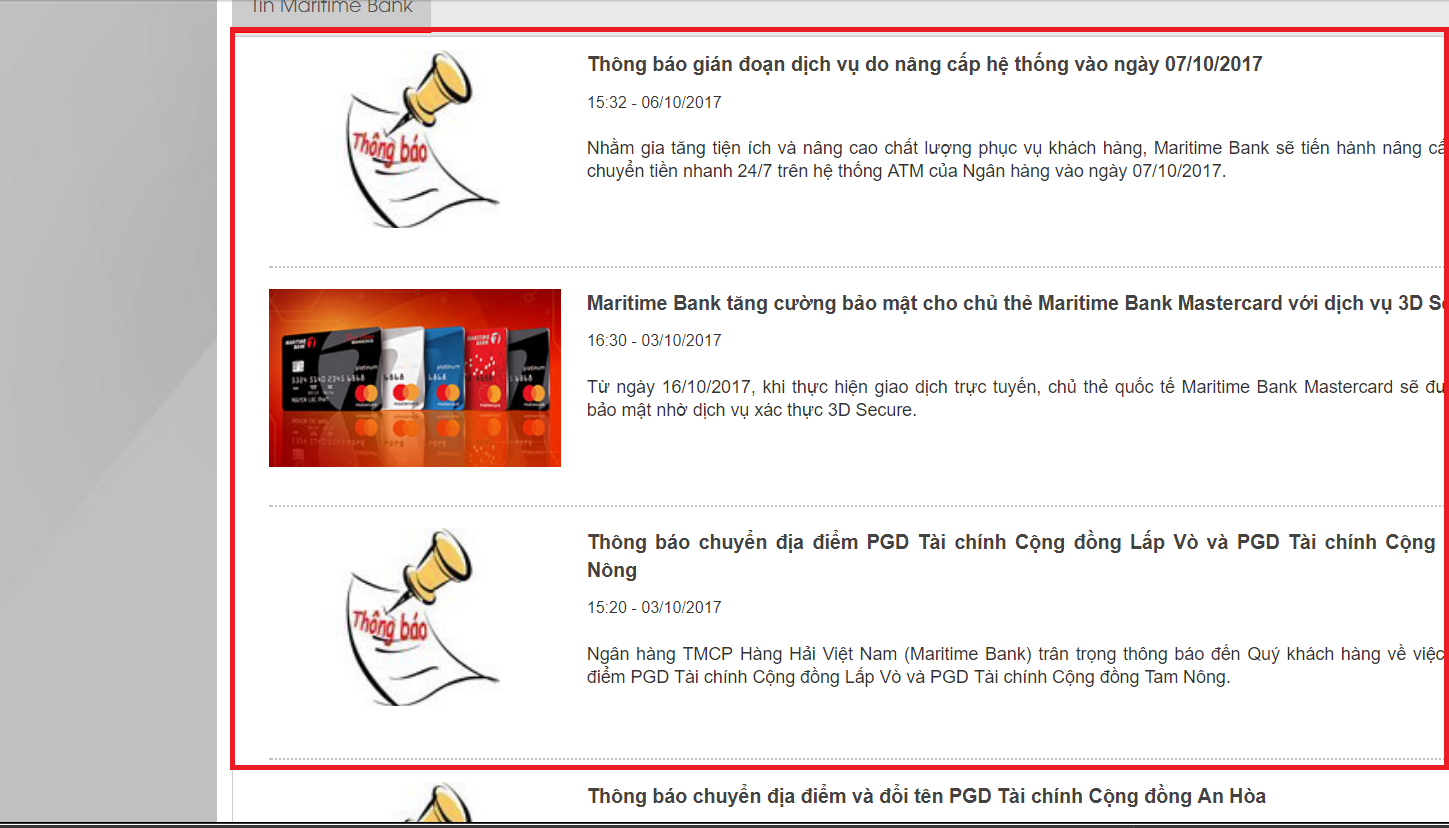 Tin Maritime Bank
Thông báo gián đoạn dịch vụ do nâng cấp hệ thống vào ngày 07/10/2017
15:32 - 06/10/2017
Thông báo
Nhằm gia tăng tiện ích và nâng cao chất lượng phục vụ khách hàng, Maritime Bank sẽ tiến hành nâng
chuyển tiền nhanh 24/7 trên hệ thống ATM của Ngân hàng vào ngày 07/10/2017.
Maritime Bank tăng cường bảo mật cho chủ thẻ Maritime Bank Mastercard với dịch vụ 3D
16:30 - 03/10/2017
MARITIME BANK
platinum
5324 5140 2345 6868
Từ ngày 16/10/2017, khi thực hiện giao dịch trực tuyến, chủ thẻ quốc tế Maritime Bank Mastercard sẽ
bảo mật nhờ dịch vụ xác thực 3D Secure.
Thông báo chuyển địa điểm PGD Tài chính Cộng đồng Lấp Vò và PGD Tài chính Cộng
Nông
15:20 - 03/10/2017
Thông báo
Ngân hàng TMCP Hàng Hải Việt Nam (Maritime Bank) trân trọng thông báo đến Quý khách hàng về việc
điểm PGD Tài chính Cộng đồng Lấp Vò và PGD Tài chính Cộng đồng Tam Nông.
Thông báo chuyển địa điểm và đổi tên PGD Tài chính Cộng đồng An Hòa